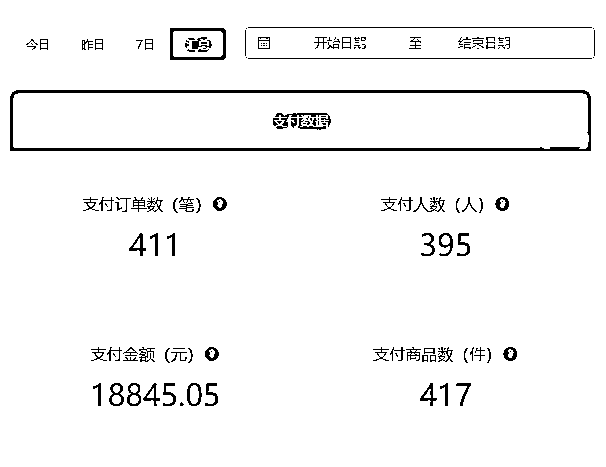 今日 昨日 7日 开始日期 至 结束日期
支付数据
支付订单数（笔） 支付人数（人）
411 395
支付金额（元） 支付商品数（件）
18845.05 417